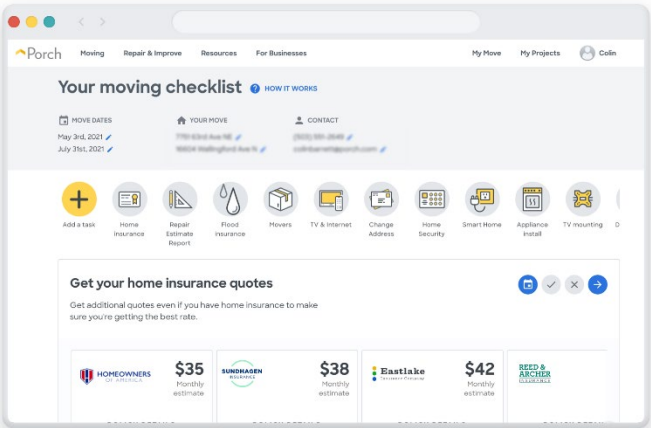 Porch Moving Repair & Improve Resources For Businesses My Move My Projects Colin
Your moving checklist ? HOW IT WORKS
MOVE DATES YOUR MOVE CONTACT
May 3rd, 2021
July 31st, 2021
Add a task
Home
insurance
Repair
Estimate
Report
Flood
insurance
Movers
TV & Internet
Change
Address
Home
Security
Smart Home
Appliance
install
TV mounting
Get your home insurance quotes
Get additional quotes even if you have home insurance to make
sure you're getting the best rate.
HOMEOWNERS
OF AMERICA
$35
Monthly
estimate
SUNDHAGEN
INSURANCE
$38
Monthly
estimate
Eastlake
Insurance Company
$42
Monthly
estimate
REED &
ARCHER
INSURANCE